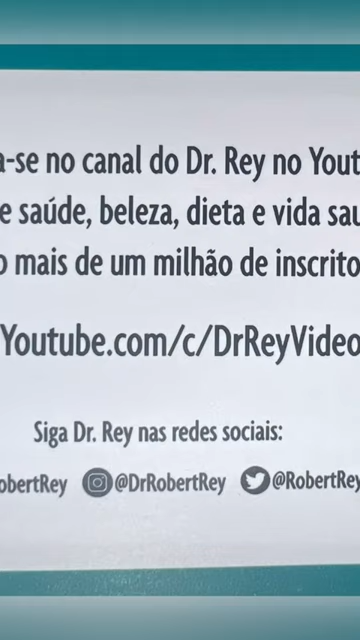 a-se no canal do Dr. Rey no Yout
e saúde, beleza, dieta e vida sau
o mais de um milhão de inscrito
Youtube.com/c/DrReyVideo
Siga Dr. Rey nas redes sociais:
obertRey @DrRobertRey @RobertRey